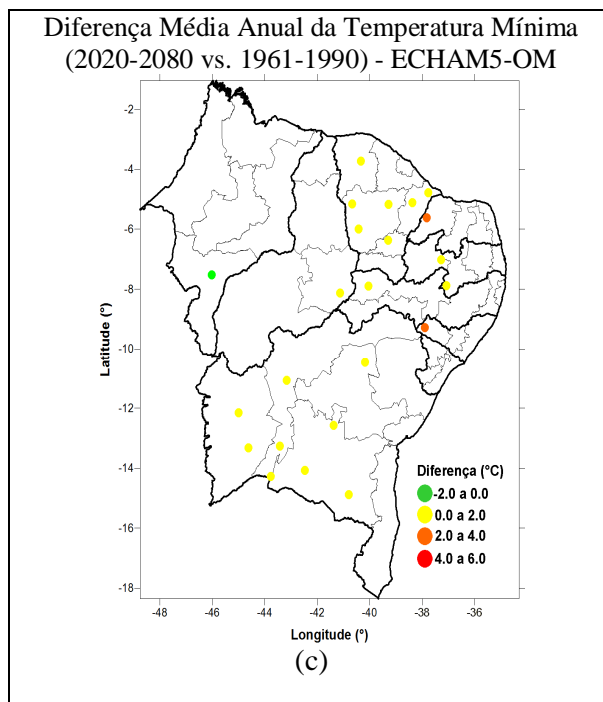 Diferença Média Anual da Temperatura Mínima
(2020-2080 vs. 1961-1990) - ECHAM5-OM
-2
-4
-6
-8
-10
-12
-14
-16
-18
Latitude (°)
Diferença (°C)
-2.0 a 0.0
0.0 a 2.0
2.0 a 4.0
4.0 a 6.0
-48 -46 -44 -42 -40 -38 -36
Longitude (°)
(c)